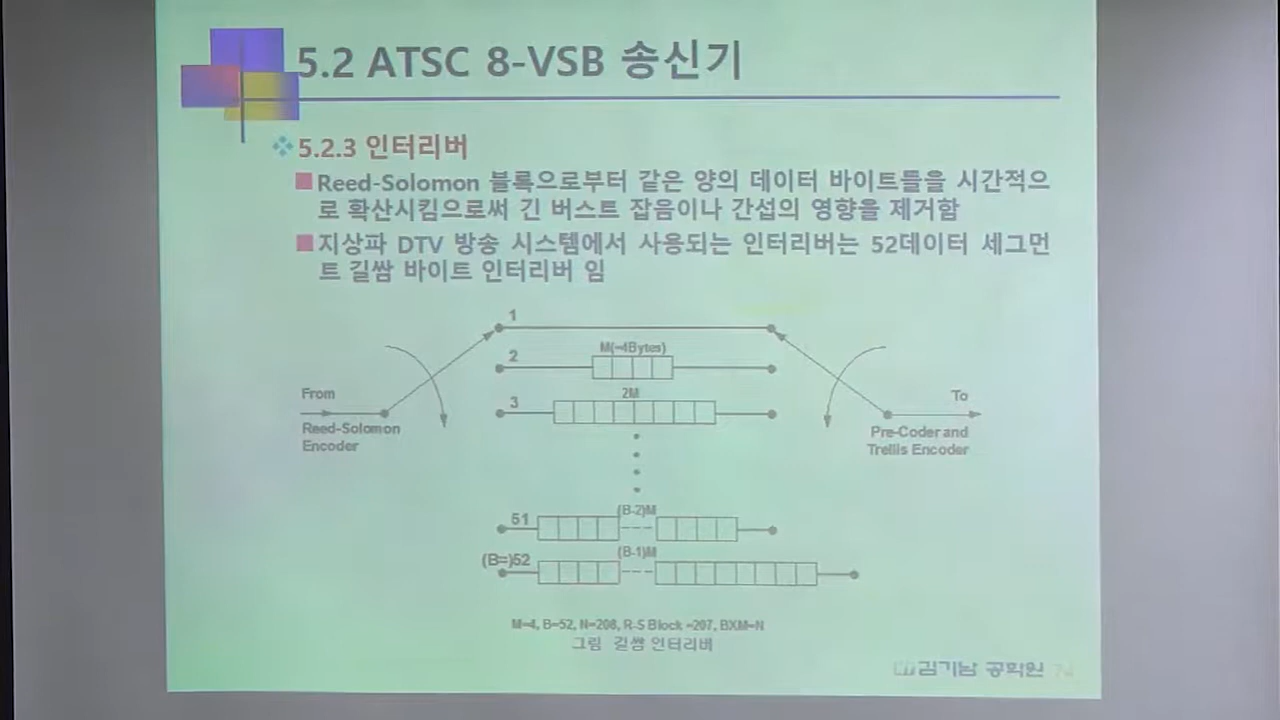 5.2 ATSC 8-VSB 송신기
5.2.3 인터리버
Reed-Solomon 블록으로부터 같은 양의 데이터 바이트들을 시간적으
로 확산시킴으로써 긴 버스트 잡음이나 간섭의 영향을 제거함
지상파 DTV 방송 시스템에서 사용되는 인터리버는 52데이터 세그먼
트 길쌈 바이트 인터리버 임
1
M(=4Bytes)
2
2M
3
From
Reed-Solomon
Encoder
To
Pre-Coder and
Trellis Encoder
(B-2)M
51
(B-1)M
(B=)52
M=4, B=52, N=208, R-S Block =207, BXM=N
그림 길쌈 인터리버
김기남 공학원